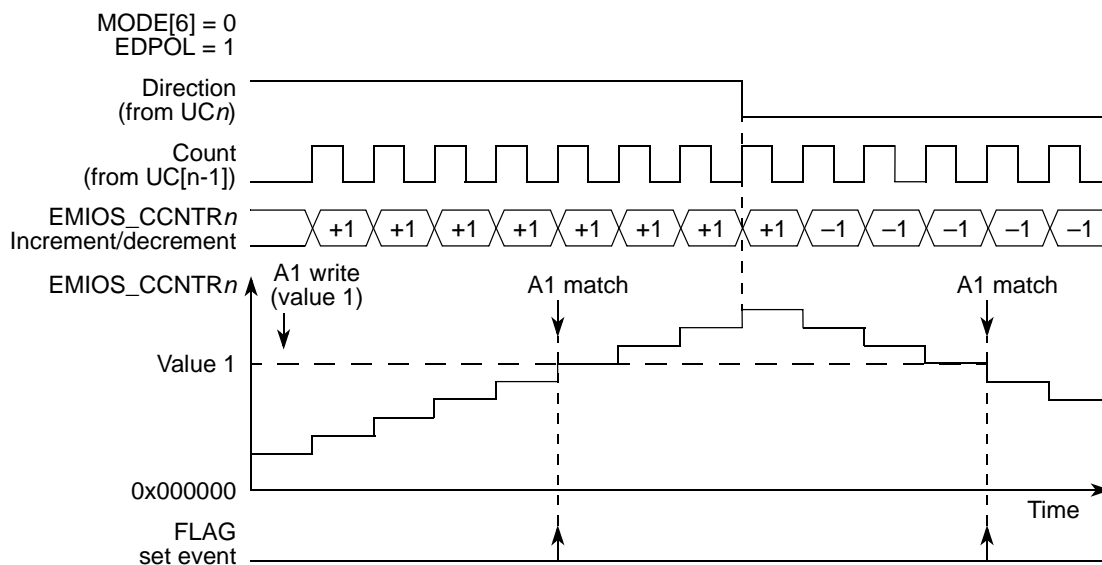 MODE[6] = 0
EDPOL = 1
Direction
(from UCn)
Count
(from UC[n-1])
EMIOS_CCNTRn
Increment/decrement
+1 +1 +1 +1 +1 +1 +1 +1 –1 –1 –1 –1 –1
EMIOS_CCNTRn
A1 write
(value 1)
A1 match
A1 match
Value 1
0x000000
Time
FLAG
set event